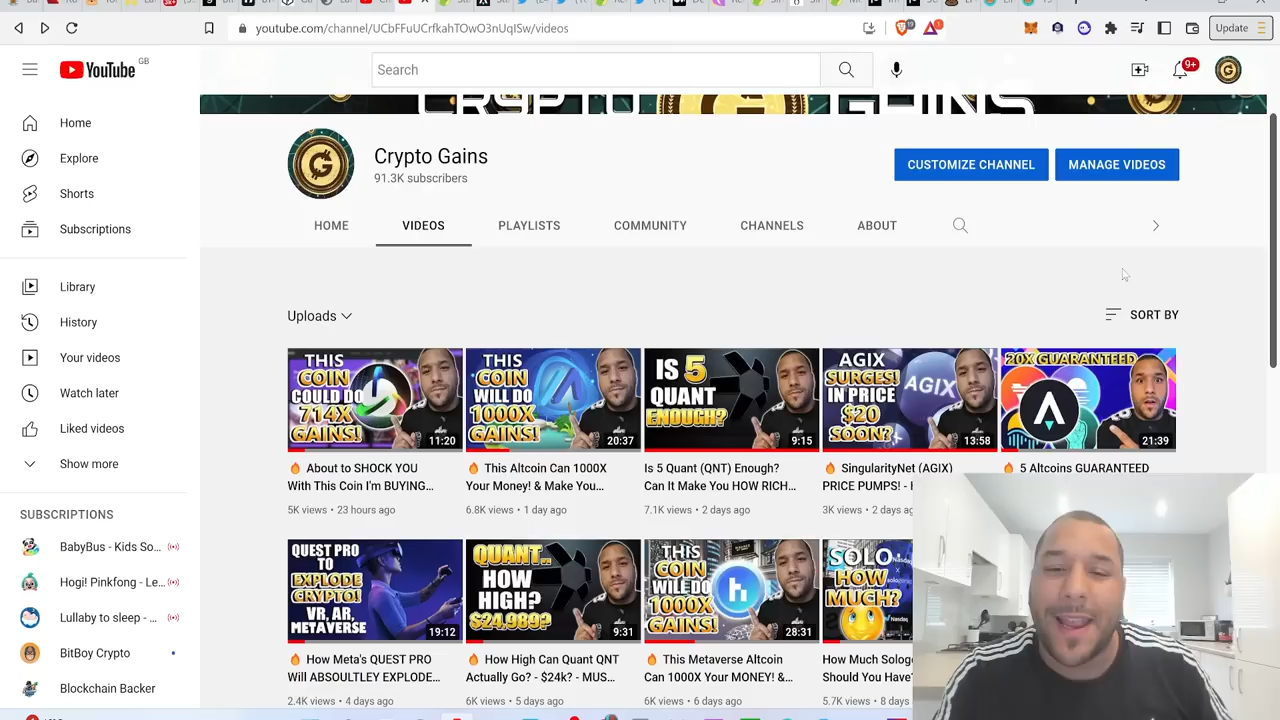 youtube.com/channel/UCbFFuUCrfkahTOwO3nUqISw/videos
19
1
Update
YouTube GB
Search
9+
CRYPTO GAINS
Crypto Gains
91.3K subscribers
CUSTOMIZE CHANNEL
MANAGE VIDEOS
HOME
VIDEOS
PLAYLISTS
COMMUNITY
CHANNELS
ABOUT
Home
Explore
Shorts
Subscriptions
Library
History
Your videos
Watch later
Liked videos
Show more
SUBSCRIPTIONS
BabyBus - Kids So...
Hogi! Pinkfong - Le...
Lullaby to sleep - ...
BitBoy Crypto
Blockchain Backer
Uploads
SORT BY
THIS COIN COULD DO 714X GAINS!
11:20
🔥 About to SHOCK YOU
With This Coin I'm BUYING...
5K views • 23 hours ago
THIS COIN WILL DO 1000X GAINS!
20:37
🔥 This Altcoin Can 1000X
Your Money! & Make You...
6.8K views • 1 day ago
IS 5 QUANT ENOUGH?
9:15
Is 5 Quant (QNT) Enough?
Can It Make You HOW RICH...
7.1K views • 2 days ago
AGIX SURGES! IN PRICE $20 SOON?
AGIX
13:58
🔥 SingularityNet (AGIX)
PRICE PUMPS! -
3K views • 2 days
20X GUARANTEED
21:39
🔥 5 Altcoins GUARANTEED
QUEST PRO TO EXPLODE CRYPTO! VR, AR, METAVERSE
19:12
🔥 How Meta's QUEST PRO
Will ABSOULTLEY EXPLODE...
2.4K views • 4 days ago
QUANT.. HOW HIGH? $24,989?
9:31
🔥 How High Can Quant QNT
Actually Go? - $24k? - MUS...
6K views • 5 days ago
THIS COIN WILL DO 1000X GAINS!
28:31
🔥 This Metaverse Altcoin
Can 1000X Your MONEY! &
6K views • 6 days ago
SOLO HOW MUCH?
Nasdaq
How Much Sologe
Should You Have?
5.7K views • 8 days